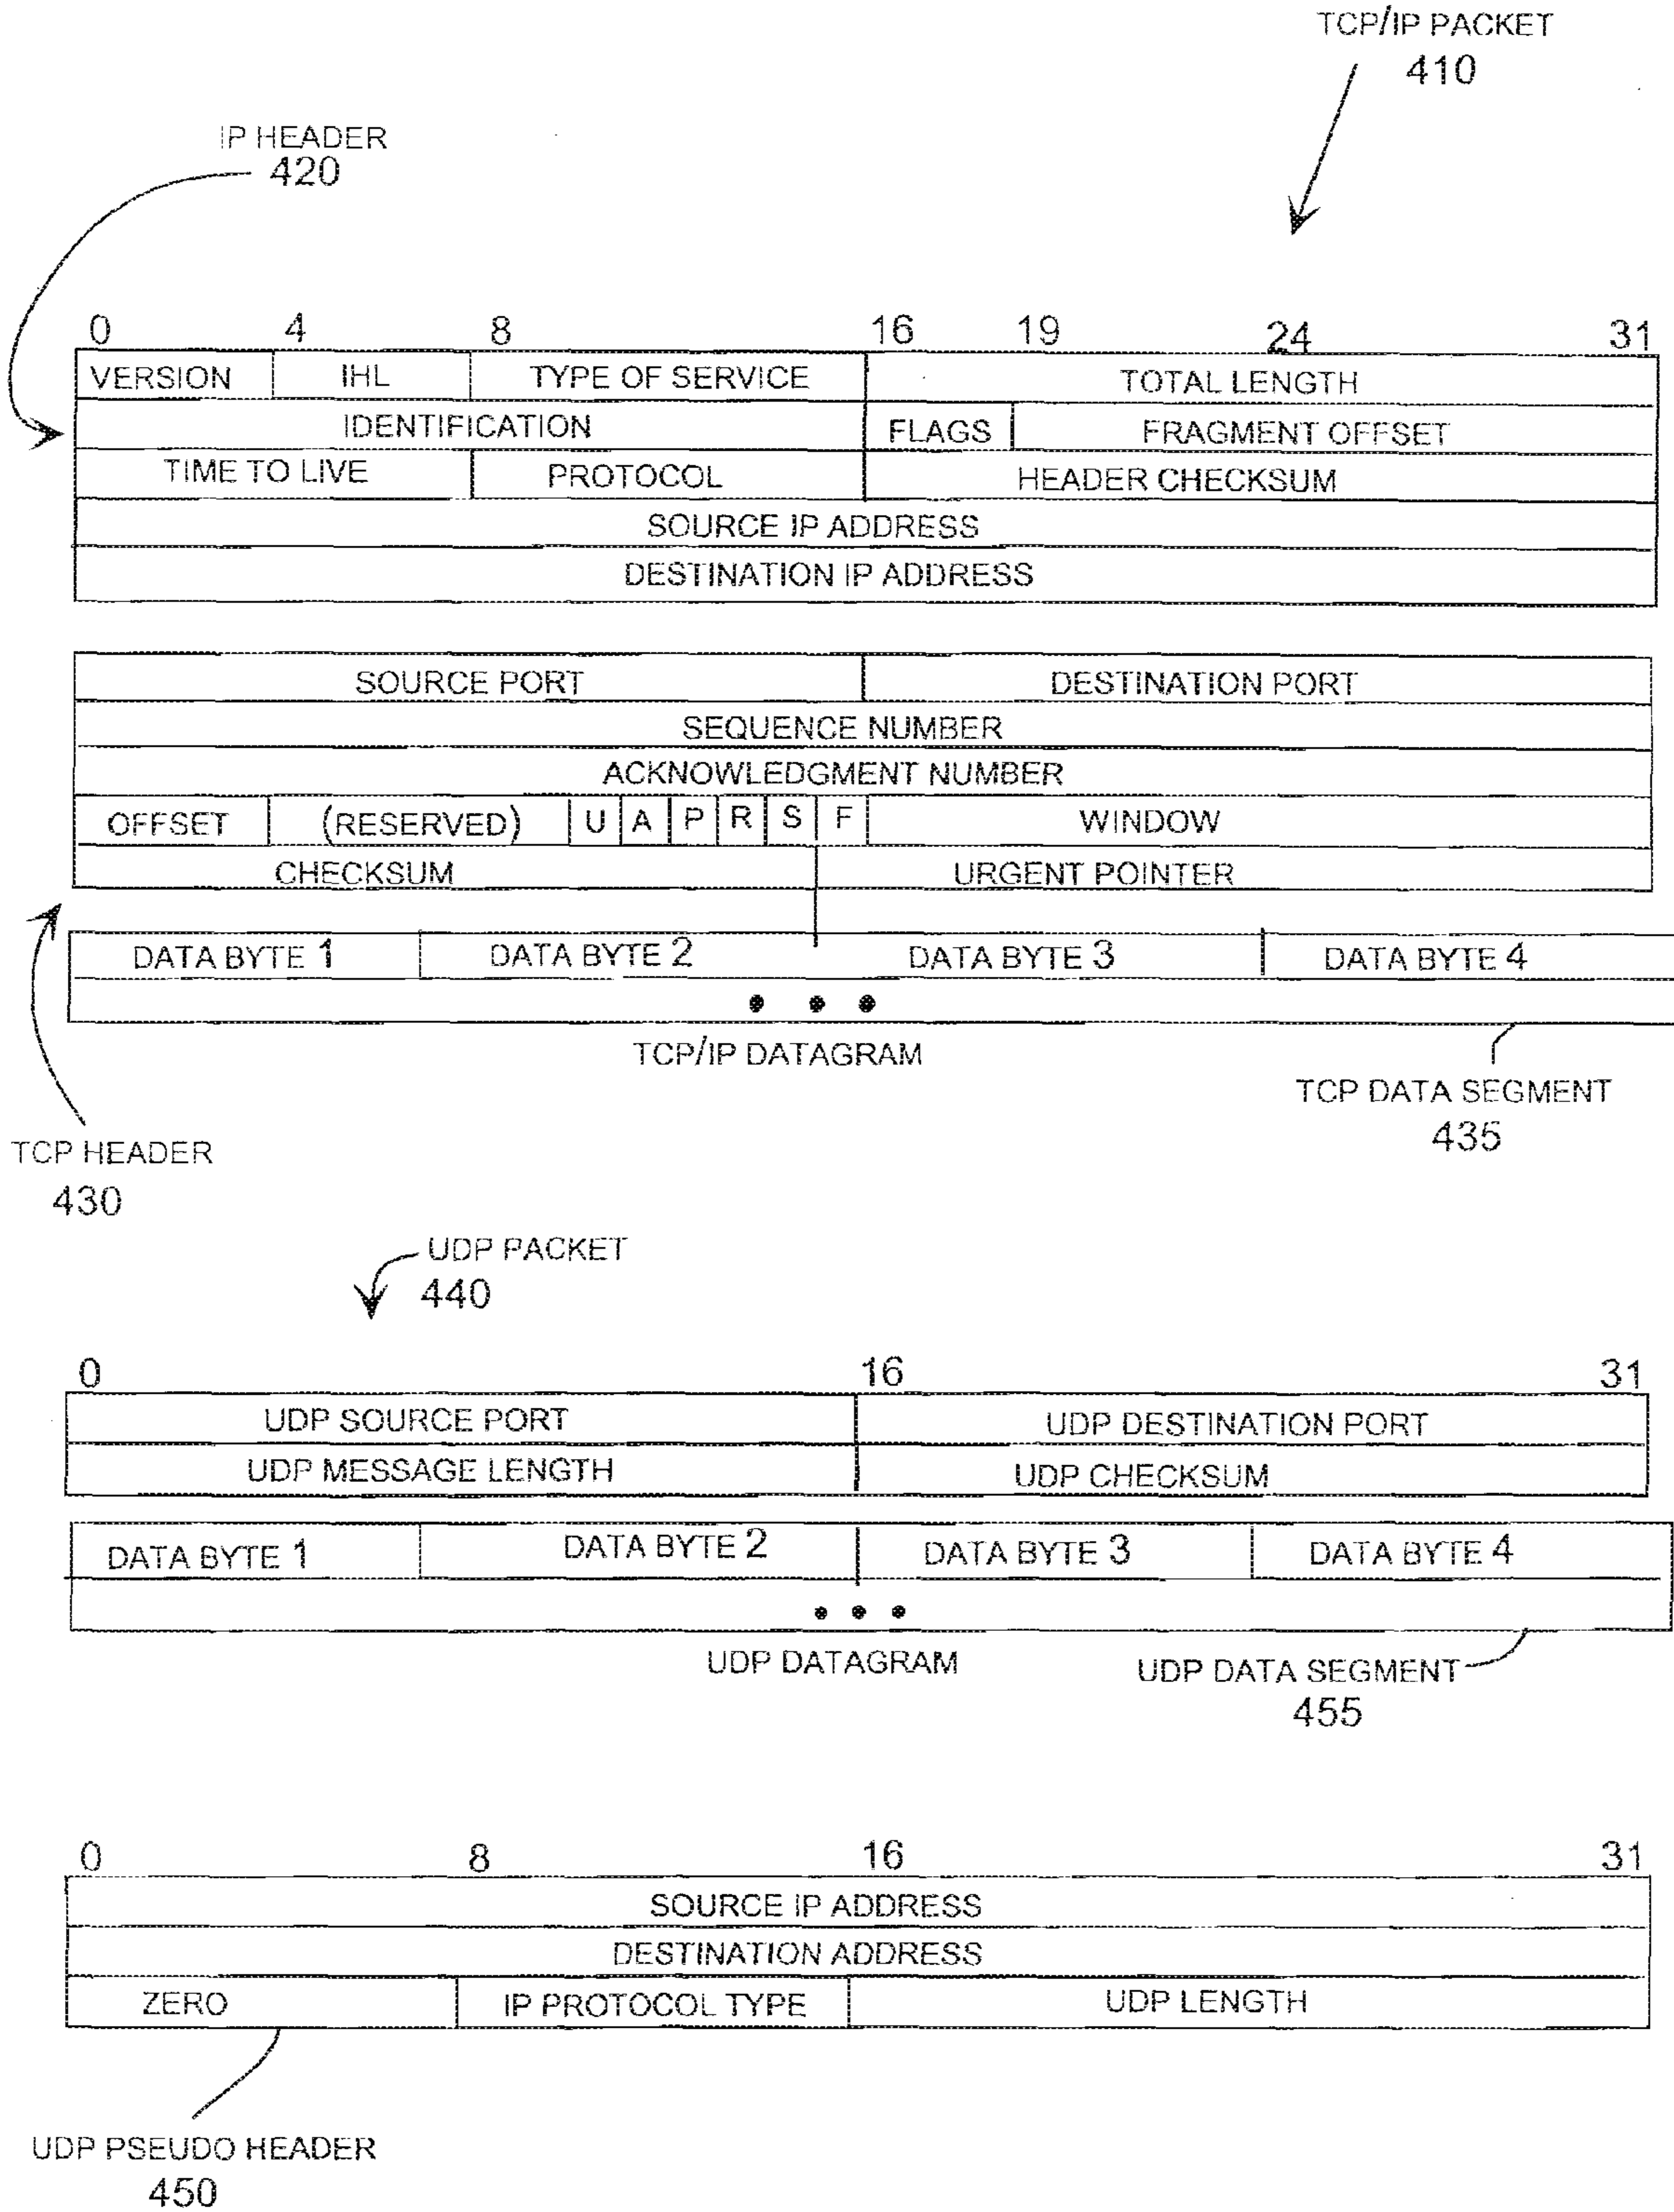 TCP/IP PACKET
410
IP HEADER
420
0 4 8 16 19 24 31
VERSION IHL TYPE OF SERVICE TOTAL LENGTH
IDENTIFICATION FLAGS FRAGMENT OFFSET
TIME TO LIVE PROTOCOL HEADER CHECKSUM
SOURCE IP ADDRESS
DESTINATION IP ADDRESS
SOURCE PORT DESTINATION PORT
SEQUENCE NUMBER
ACKNOWLEDGMENT NUMBER
OFFSET (RESERVED) U A P R S F WINDOW
CHECKSUM URGENT POINTER
DATA BYTE 1 DATA BYTE 2 DATA BYTE 3 DATA BYTE 4
• • •
TCP/IP DATAGRAM
TCP DATA SEGMENT
435
TCP HEADER
430
UDP PACKET
440
0 16 31
UDP SOURCE PORT UDP DESTINATION PORT
UDP MESSAGE LENGTH UDP CHECKSUM
DATA BYTE 1 DATA BYTE 2 DATA BYTE 3 DATA BYTE 4
• • •
UDP DATAGRAM
UDP DATA SEGMENT
455
0 8 16 31
SOURCE IP ADDRESS
DESTINATION ADDRESS
ZERO IP PROTOCOL TYPE UDP LENGTH
UDP PSEUDO HEADER
450